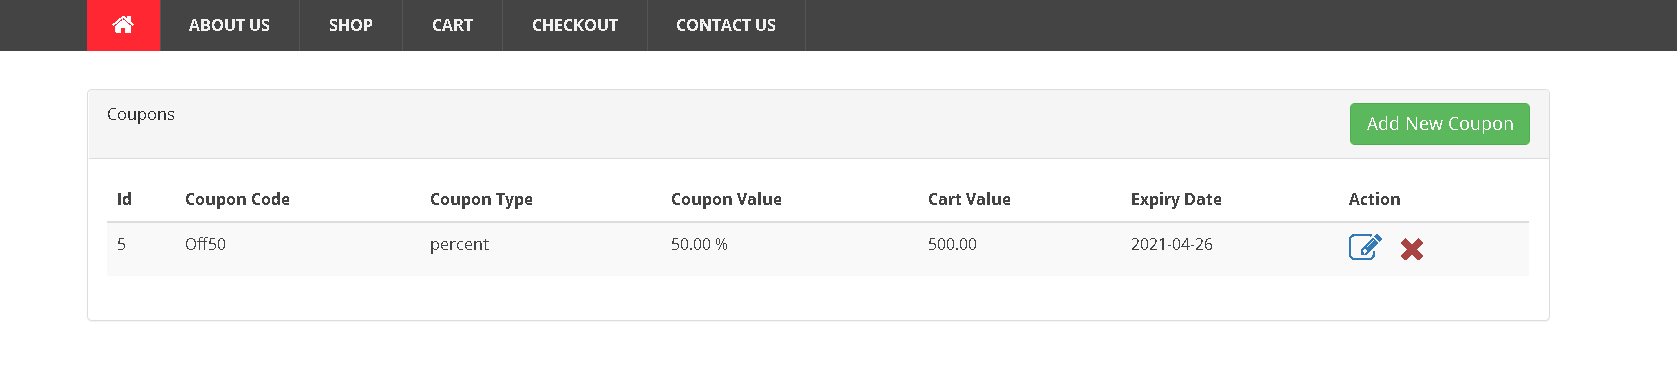 ABOUT US SHOP CART CHECKOUT CONTACT US
Coupons Add New Coupon
Id Coupon Code Coupon Type Coupon Value Cart Value Expiry Date Action
5 Off50 percent 50.00 % 500.00 2021-04-26